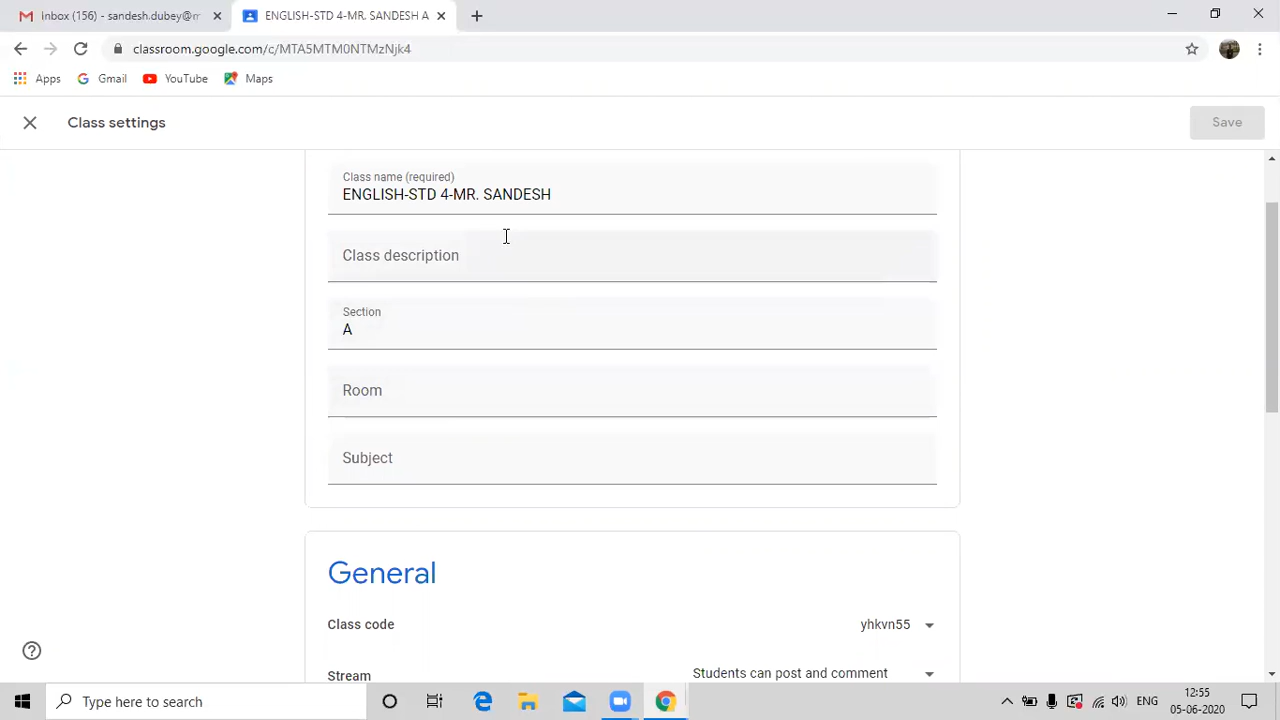 inbox (156) - sandesh.dubey@m
ENGLISH-STD 4-MR. SANDESH A
classroom.google.com/c/MTA5MTM0NTMzNjk4
Apps
Gmail
YouTube
Maps
Class settings
Save
Class name (required)
ENGLISH-STD 4-MR. SANDESH
Class description
Section
A
Room
Subject
General
Class code
yhkvn55
Stream
Students can post and comment
Type here to search
ENG
12:55
05-06-2020